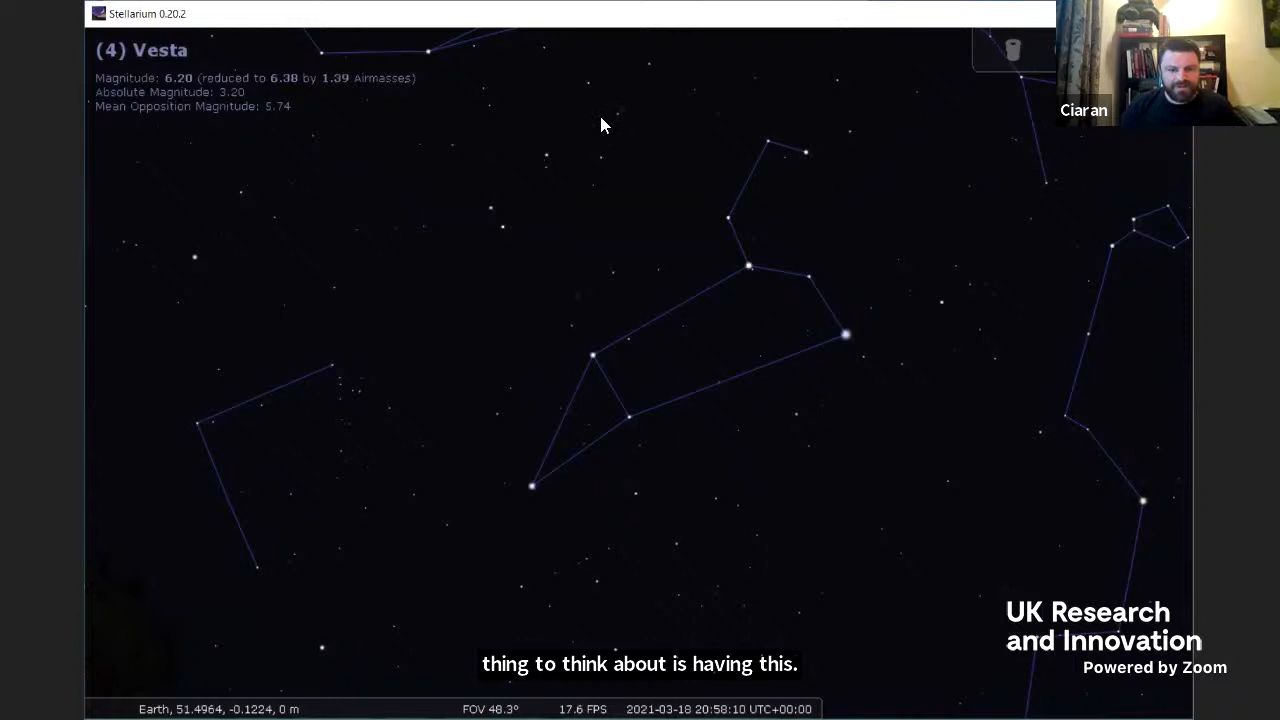 Stellarium 0.20.2
(4) Vesta
Magnitude: 6.20 (reduced to 6.38 by 1.39 Airmasses)
Absolute Magnitude: 3.20
Mean Opposition Magnitude: 5.74
Ciaran
UK Research
and Innovation
thing to think about is having this.
Powered by Zoom
Earth, 51.4964, -0.1224, 0 m
FOV 48.3°
17.6 FPS
2021-03-18 20:58:10 UTC+00:00